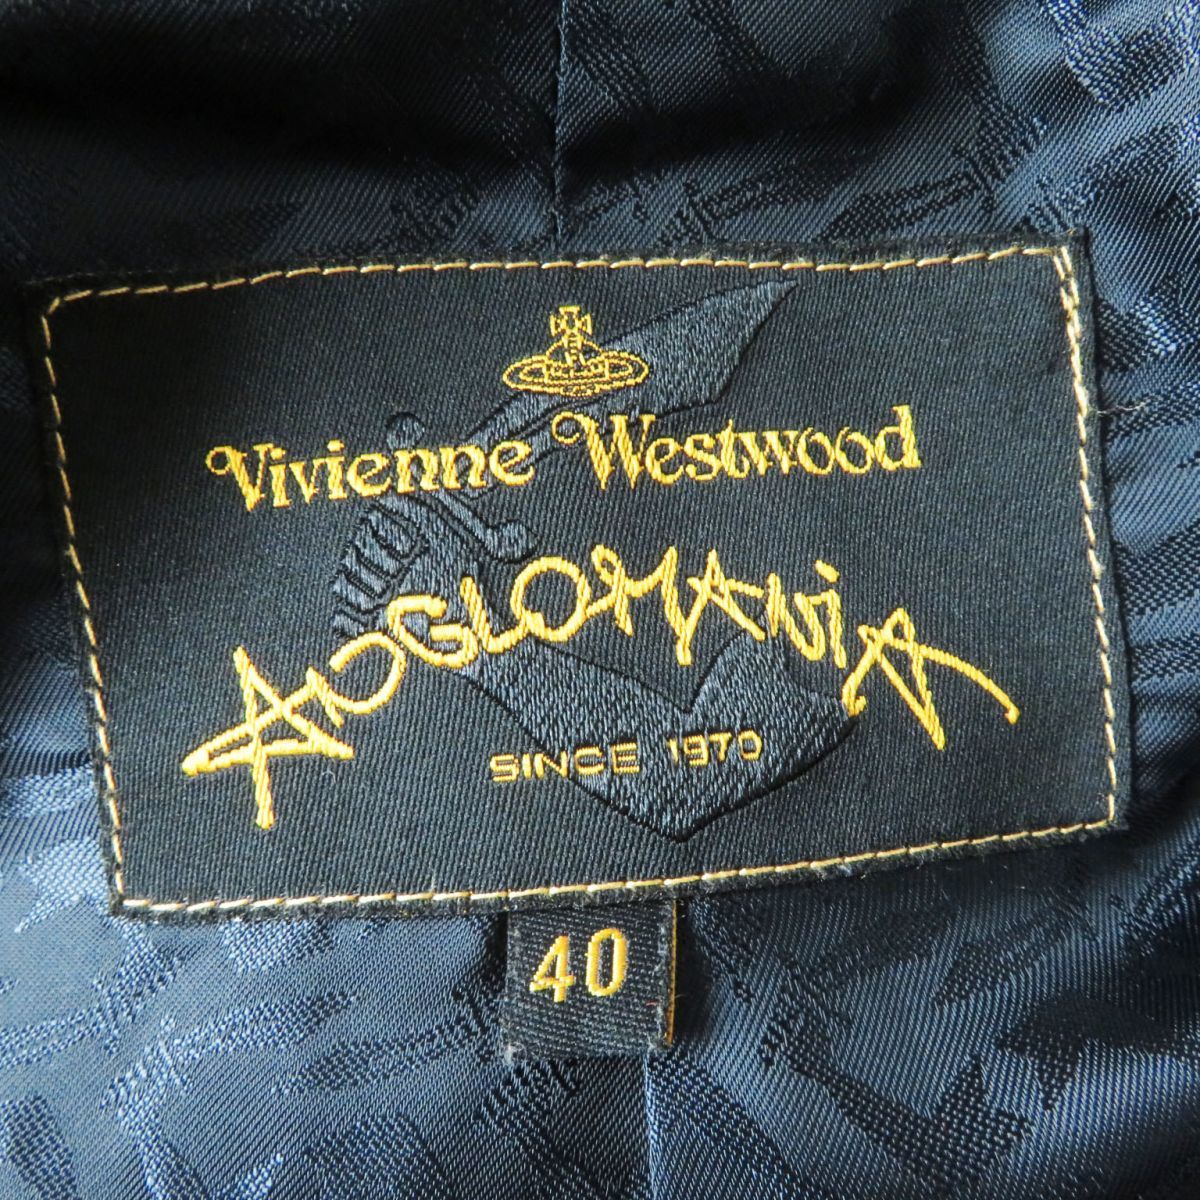 Vivienne Westwood
ANGLOMANiA
SINCE 1970
40